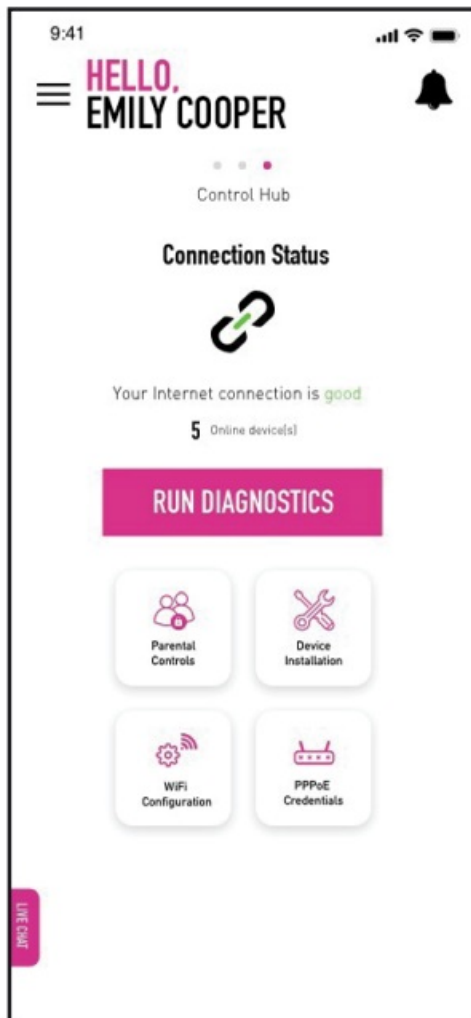 9:41
HELLO,
EMILY COOPER
Control Hub
Connection Status
Your Internet connection is good
5 Online device(s)
RUN DIAGNOSTICS
Parental
Controls
Device
Installation
WiFi
Configuration
PPPoE
Credentials
LIVE CHAT